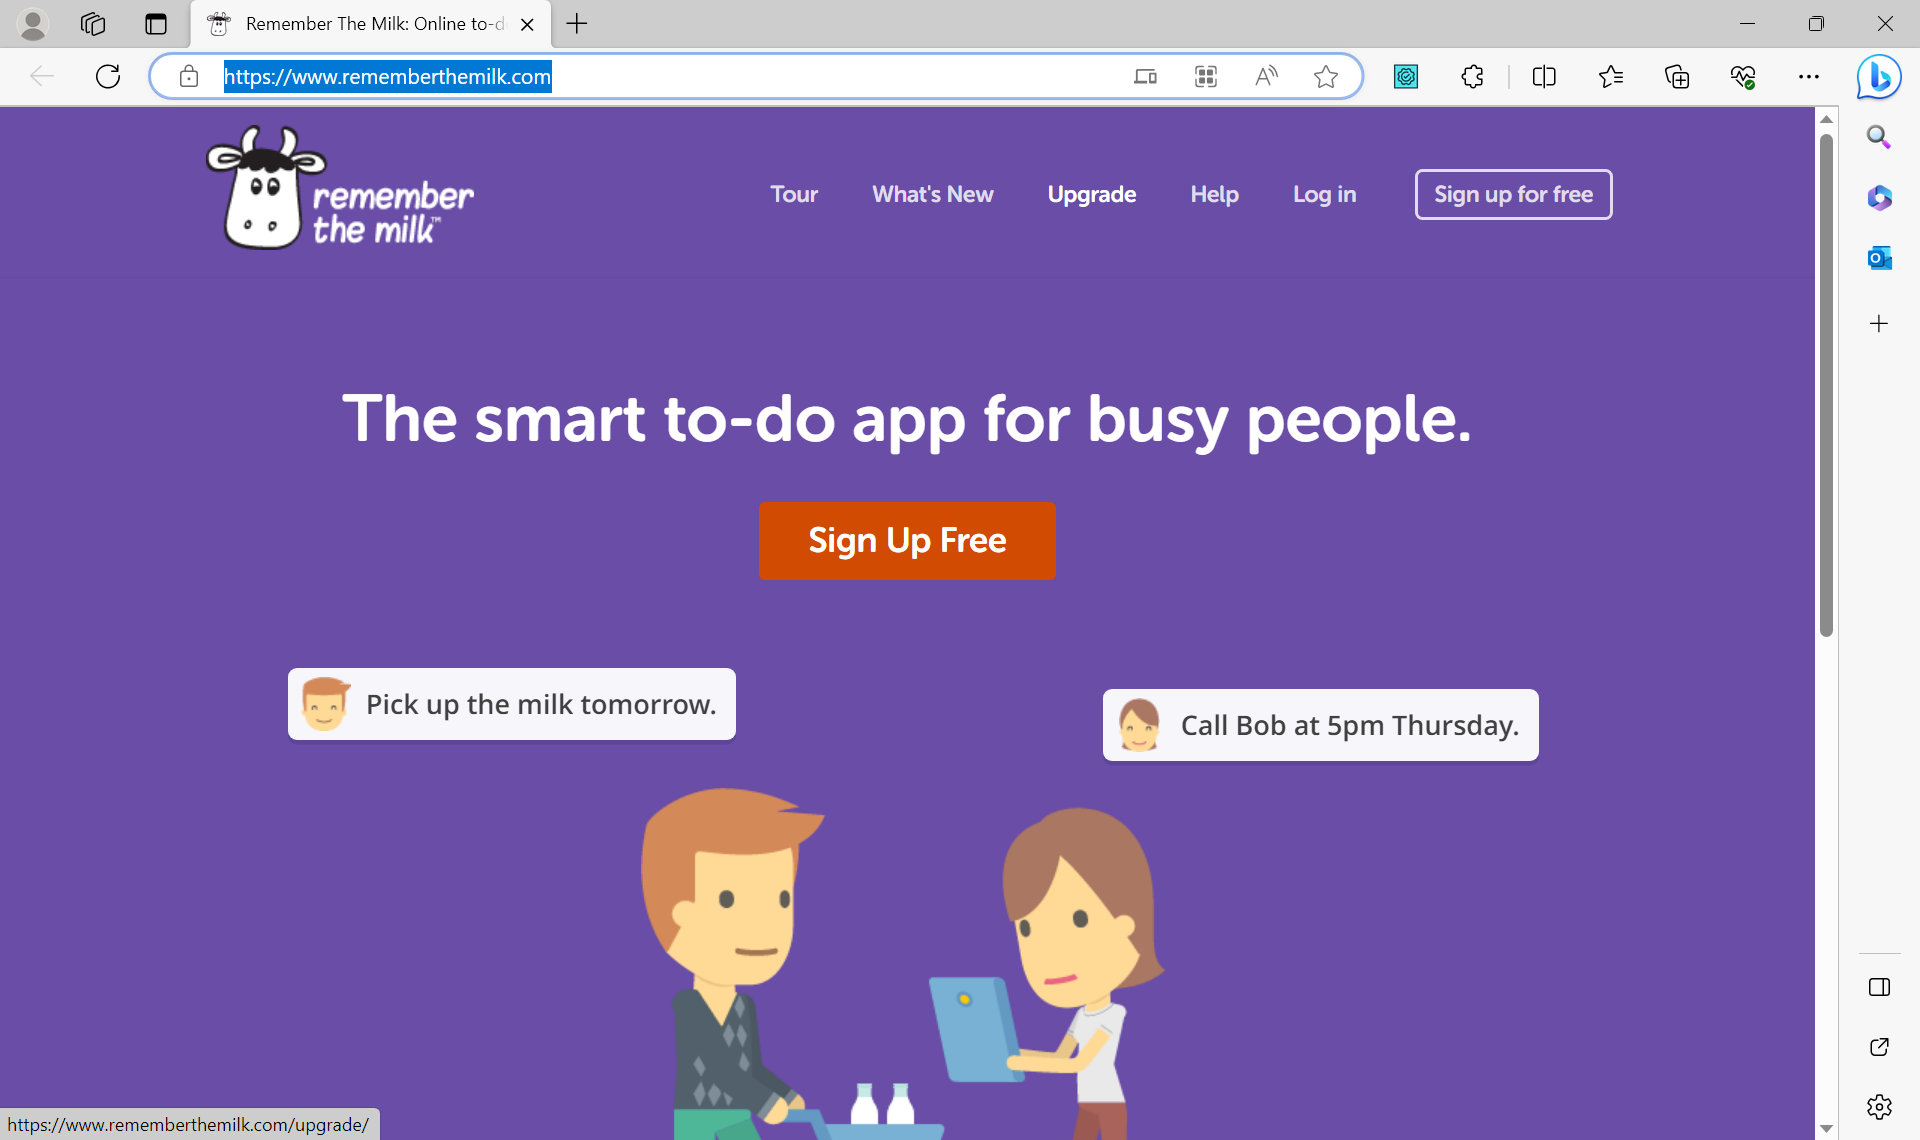 Remember The Milk: Online to-d
https://www.rememberthemilk.com
remember
the milk™
Tour
What's New
Upgrade
Help
Log in
Sign up for free
The smart to-do app for busy people.
Sign Up Free
Pick up the milk tomorrow.
Call Bob at 5pm Thursday.
https://www.rememberthemilk.com/upgrade/